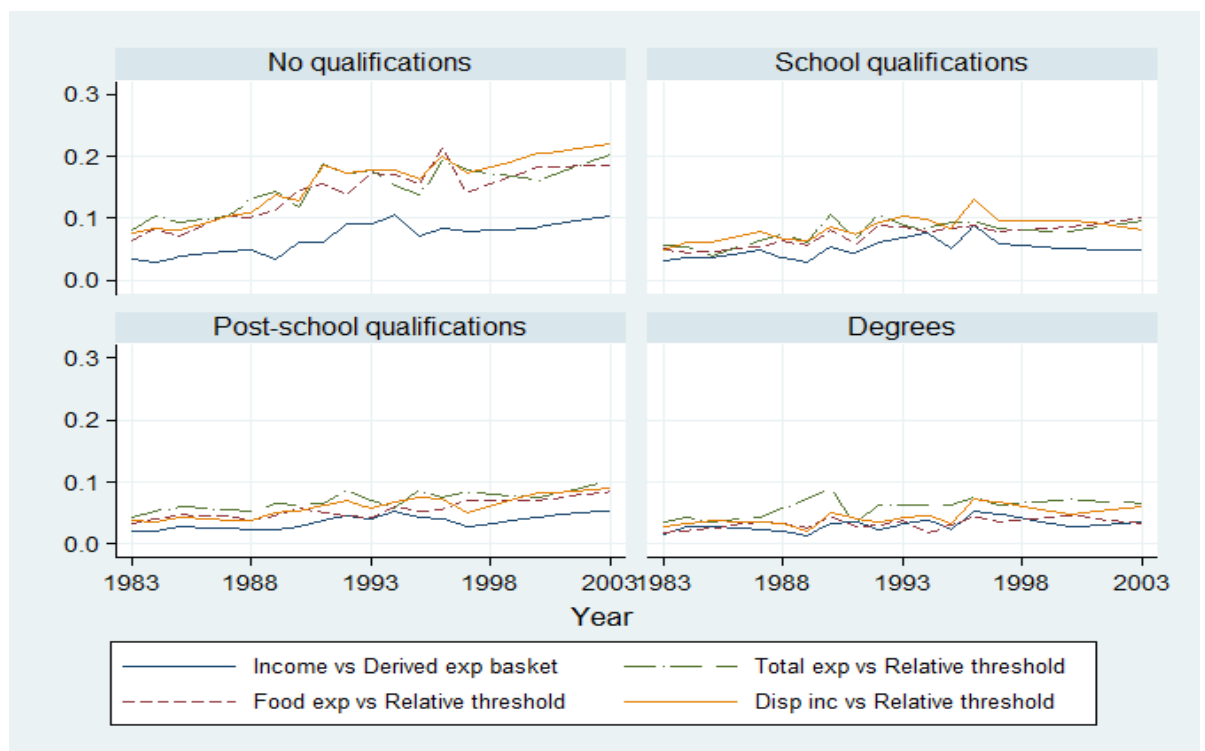 No qualifications
School qualifications
0.3
0.2
0.1
0.0
Post-school qualifications
Degrees
0.3
0.2
0.1
0.0
1983 1988 1993 1998 2003 1983 1988 1993 1998 2003
Year
Income vs Derived exp basket
Total exp vs Relative threshold
Food exp vs Relative threshold
Disp inc vs Relative threshold